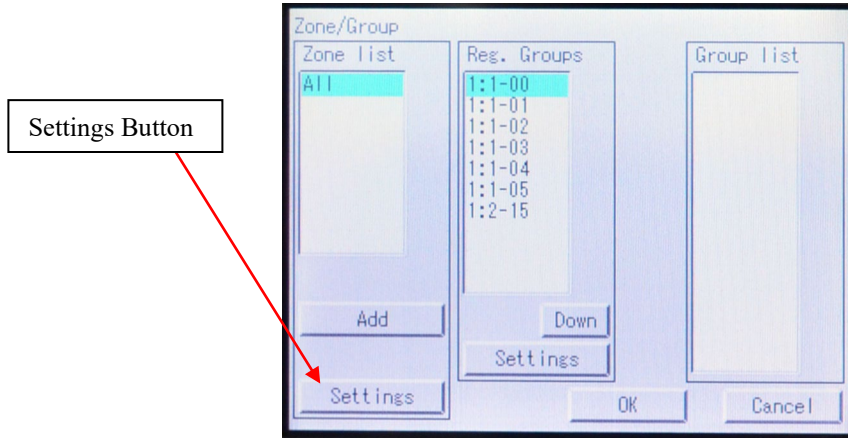 Settings Button
Zone/Group
Zone list
All
Add
Settings
Reg. Groups
1:1-00
1:1-01
1:1-02
1:1-03
1:1-04
1:1-05
1:2-15
Down
Settings
Group list
OK
Cancel